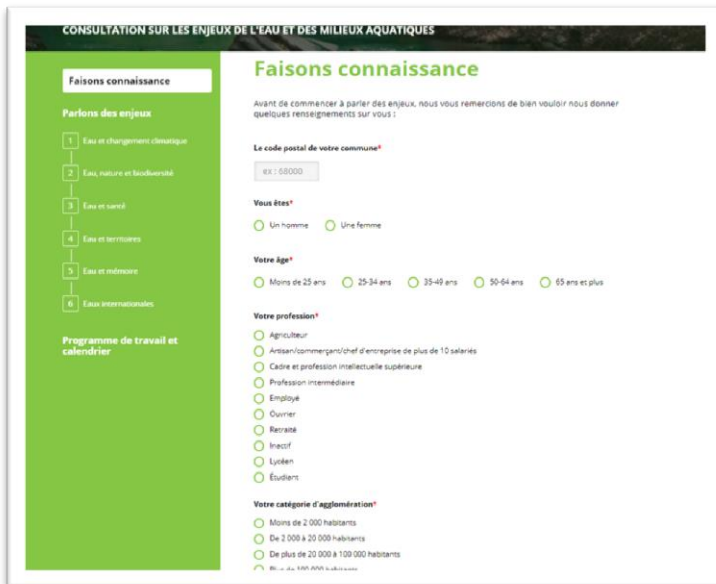 CONSULTATION SUR LES ENJEUX DE L'EAU ET DES MILIEUX AQUATIQUES
Faisons connaissance
Parlons des enjeux
1 Eau et changement climatique
2 Eau, nature et biodiversité
3 Eau et santé
4 Eau et territoires
5 Eau et mémoire
6 Eaux internationales
Programme de travail et
calendrier
Faisons connaissance
Avant de commencer à parler des enjeux, nous vous remercions de bien vouloir nous donner
quelques renseignements sur vous :
Le code postal de votre commune*
ex : 68000
Vous êtes*
Un homme Une femme
Votre âge*
Moins de 25 ans 25-34 ans 35-49 ans 50-64 ans 65 ans et plus
Votre profession*
Agriculteur
Artisan/commerçant/chef d'entreprise de plus de 10 salariés
Cadre et profession intellectuelle supérieure
Profession intermédiaire
Employé
Ouvrier
Retraité
Inactif
Lycéen
Étudiant
Votre catégorie d'agglomération*
Moins de 2 000 habitants
De 2 000 à 20 000 habitants
De plus de 20 000 à 100 000 habitants
Plus de 100 000 habitants